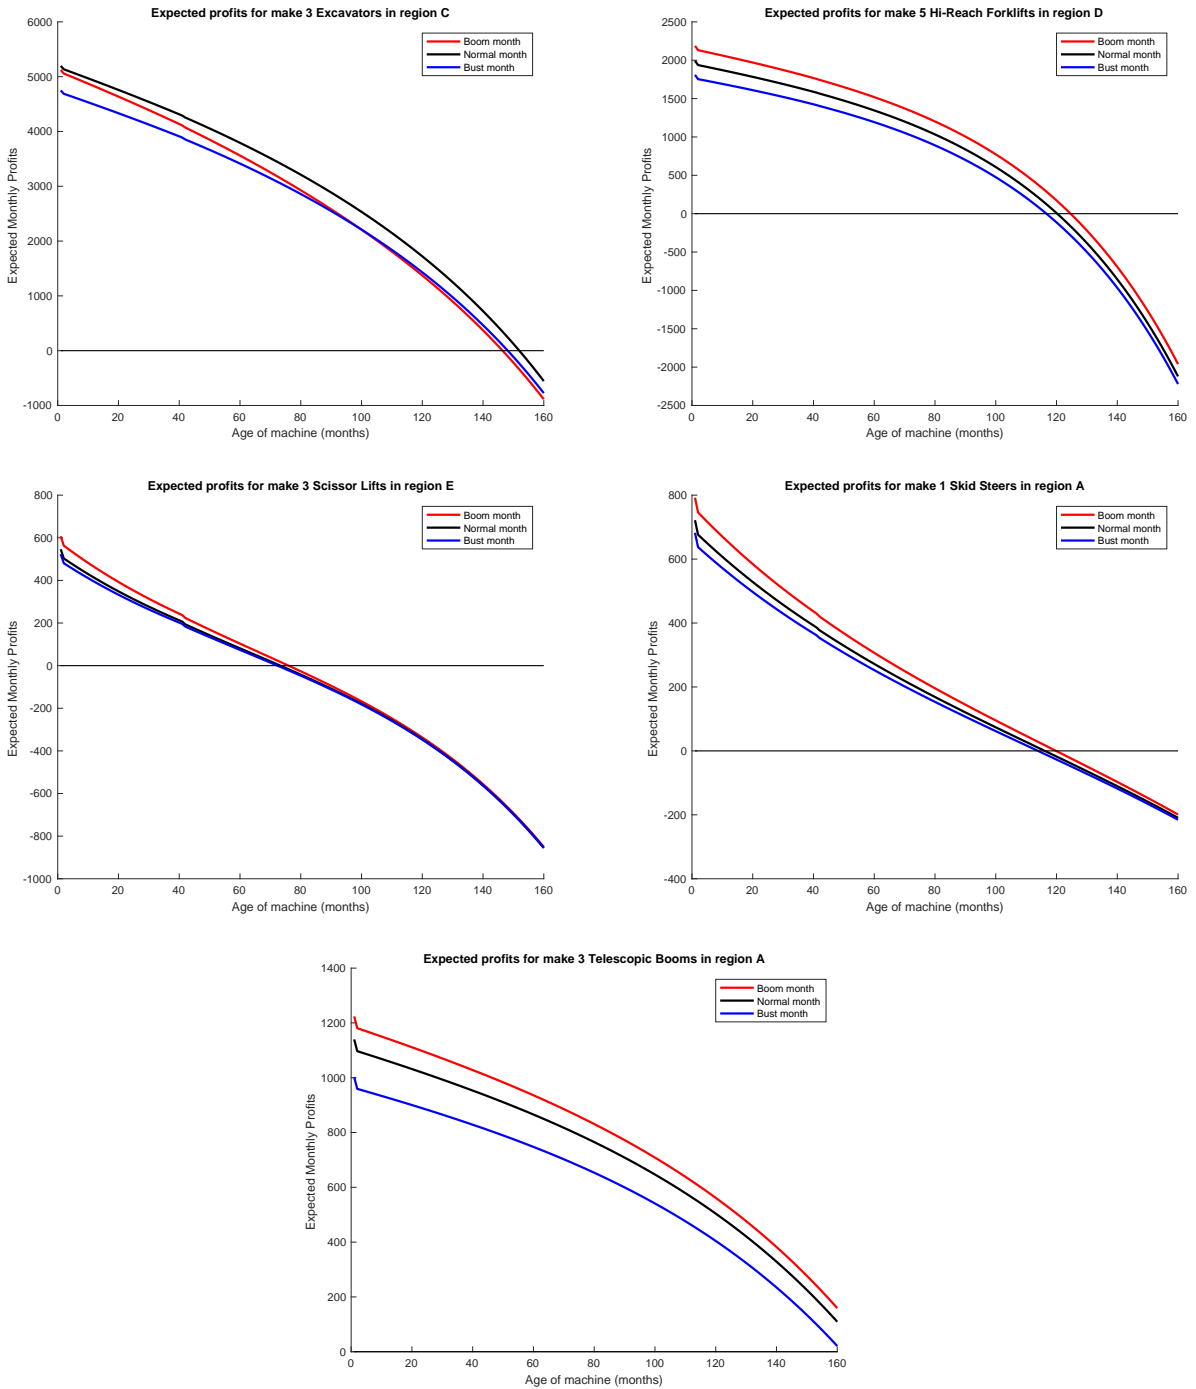 Expected profits for make 3 Excavators in region C
Boom month
Normal month
Bust month
Expected Monthly Profits
6000
5000
4000
3000
2000
1000
0
-1000
0 20 40 60 80 100 120 140 160
Age of machine (months)
Expected profits for make 5 Hi-Reach Forklifts in region D
Boom month
Normal month
Bust month
Expected Monthly Profits
2500
2000
1500
1000
500
0
-500
-1000
-1500
-2000
-2500
0 20 40 60 80 100 120 140 160
Age of machine (months)
Expected profits for make 3 Scissor Lifts in region E
Boom month
Normal month
Bust month
Expected Monthly Profits
800
600
400
200
0
-200
-400
-600
-800
-1000
0 20 40 60 80 100 120 140 160
Age of machine (months)
Expected profits for make 1 Skid Steers in region A
Boom month
Normal month
Bust month
Expected Monthly Profits
800
600
400
200
0
-200
-400
0 20 40 60 80 100 120 140 160
Age of machine (months)
Expected profits for make 3 Telescopic Booms in region A
Boom month
Normal month
Bust month
Expected Monthly Profits
1400
1200
1000
800
600
400
200
0
0 20 40 60 80 100 120 140 160
Age of machine (months)